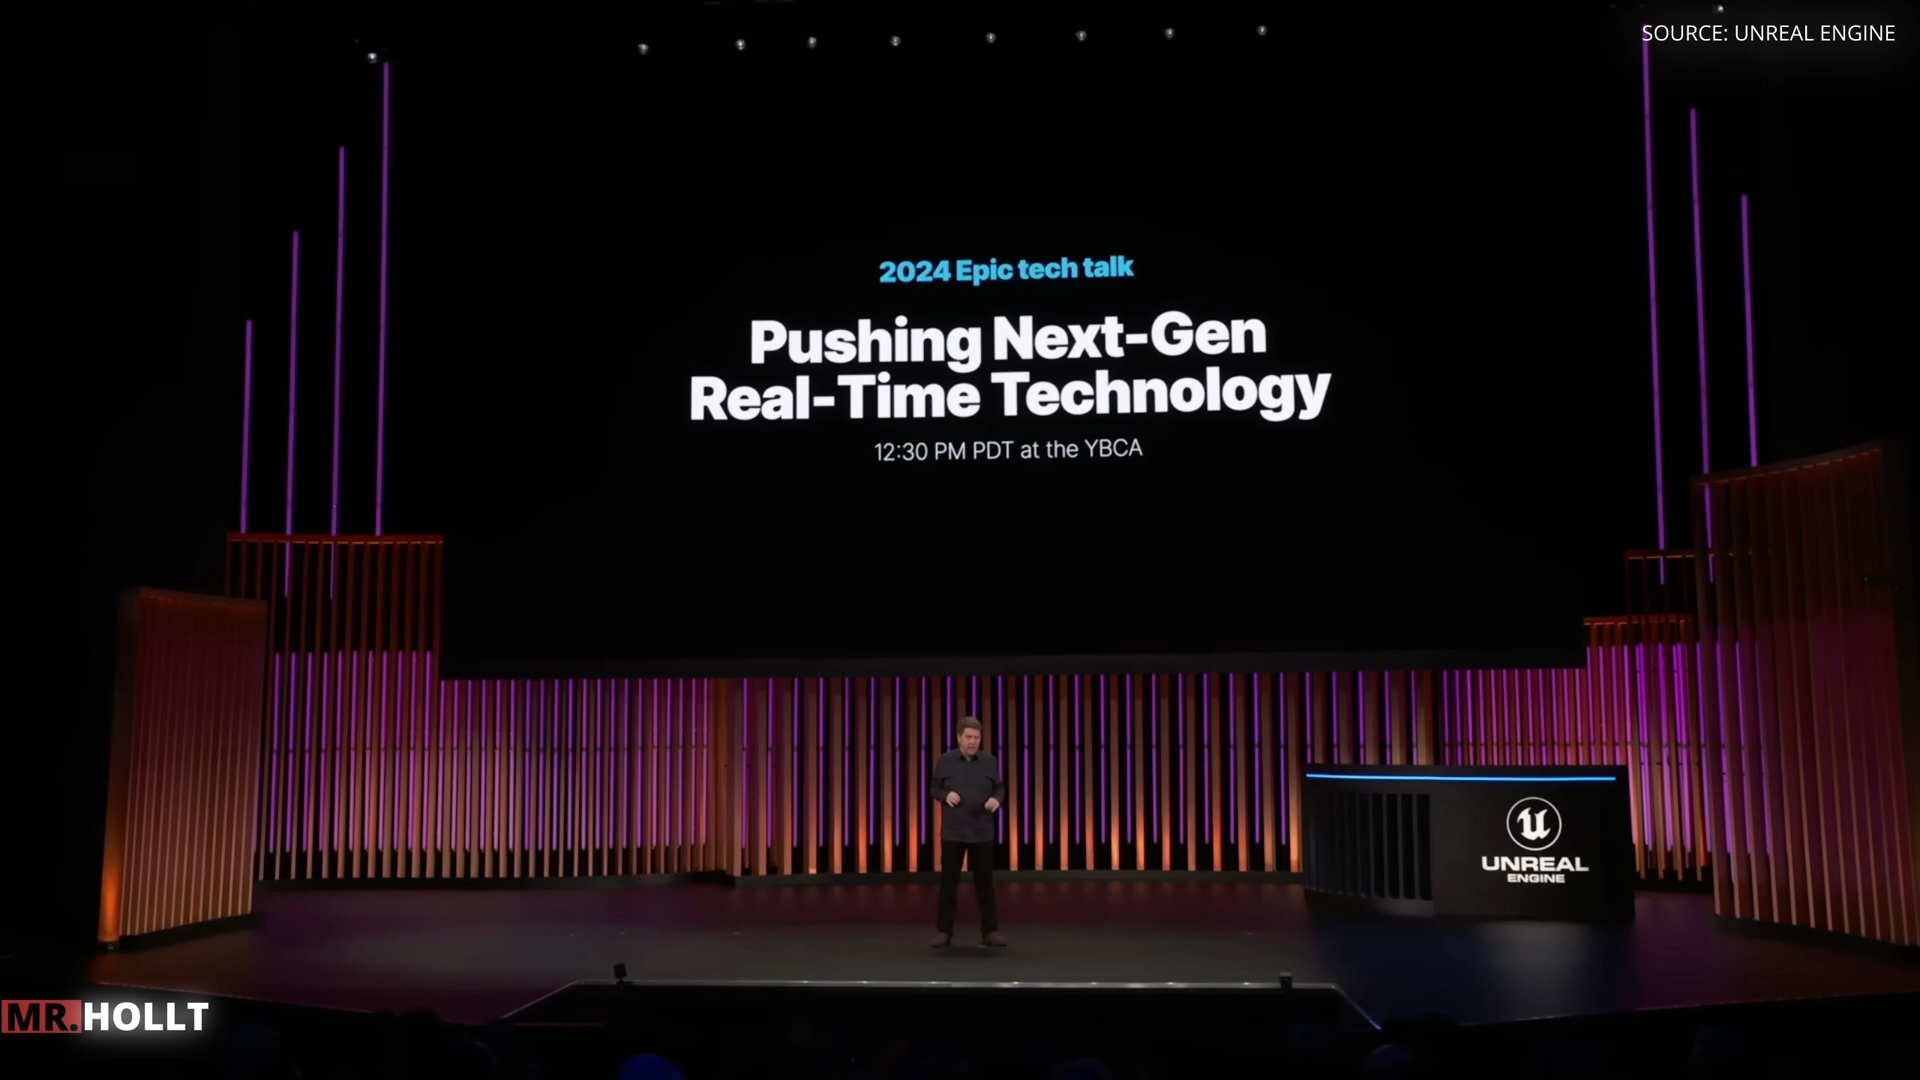 SOURCE: UNREAL ENGINE
2024 Epic tech talk
Pushing Next-Gen
Real-Time Technology
12:30 PM PDT at the YBCA
UNREAL
ENGINE
MR.HOLLT